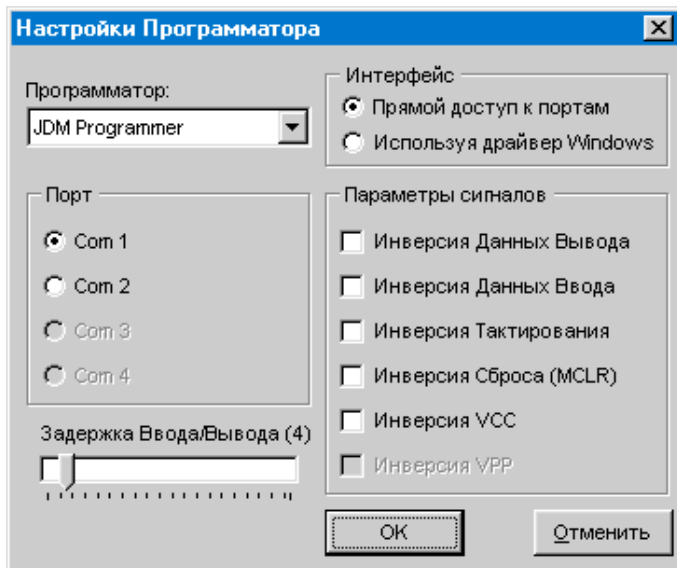 Настройки Программатора
Программатор:
JDM Programmer
Интерфейс
Прямой доступ к портам
Используя драйвер Windows
Порт
Com 1
Com 2
Com 3
Com 4
Задержка Ввода/Вывода (4)
Параметры сигналов
Инверсия Данных Вывода
Инверсия Данных Ввода
Инверсия Тактирования
Инверсия Сброса (MCLR)
Инверсия VCC
Инверсия VPP
OK
Отменить